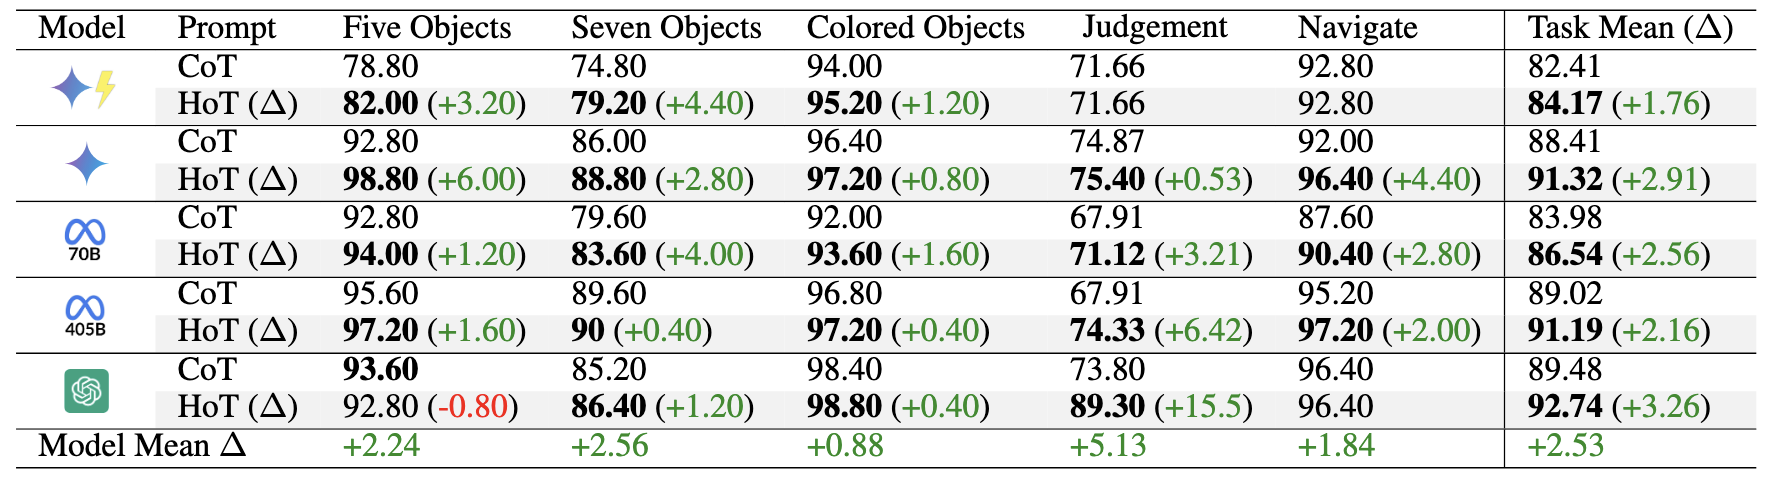 Model Prompt Five Objects Seven Objects Colored Objects Judgement Navigate Task Mean (Δ)
CoT 78.80 74.80 94.00 71.66 92.80 82.41
HoT (Δ) 82.00 (+3.20) 79.20 (+4.40) 95.20 (+1.20) 71.66 92.80 84.17 (+1.76)
CoT 92.80 86.00 96.40 74.87 92.00 88.41
HoT (Δ) 98.80 (+6.00) 88.80 (+2.80) 97.20 (+0.80) 75.40 (+0.53) 96.40 (+4.40) 91.32 (+2.91)
70B CoT 92.80 79.60 92.00 67.91 87.60 83.98
HoT (Δ) 94.00 (+1.20) 83.60 (+4.00) 93.60 (+1.60) 71.12 (+3.21) 90.40 (+2.80) 86.54 (+2.56)
405B CoT 95.60 89.60 96.80 67.91 95.20 89.02
HoT (Δ) 97.20 (+1.60) 90 (+0.40) 97.20 (+0.40) 74.33 (+6.42) 97.20 (+2.00) 91.19 (+2.16)
CoT 93.60 85.20 98.40 73.80 96.40 89.48
HoT (Δ) 92.80 (-0.80) 86.40 (+1.20) 98.80 (+0.40) 89.30 (+15.5) 96.40 92.74 (+3.26)
Model Mean Δ +2.24 +2.56 +0.88 +5.13 +1.84 +2.53